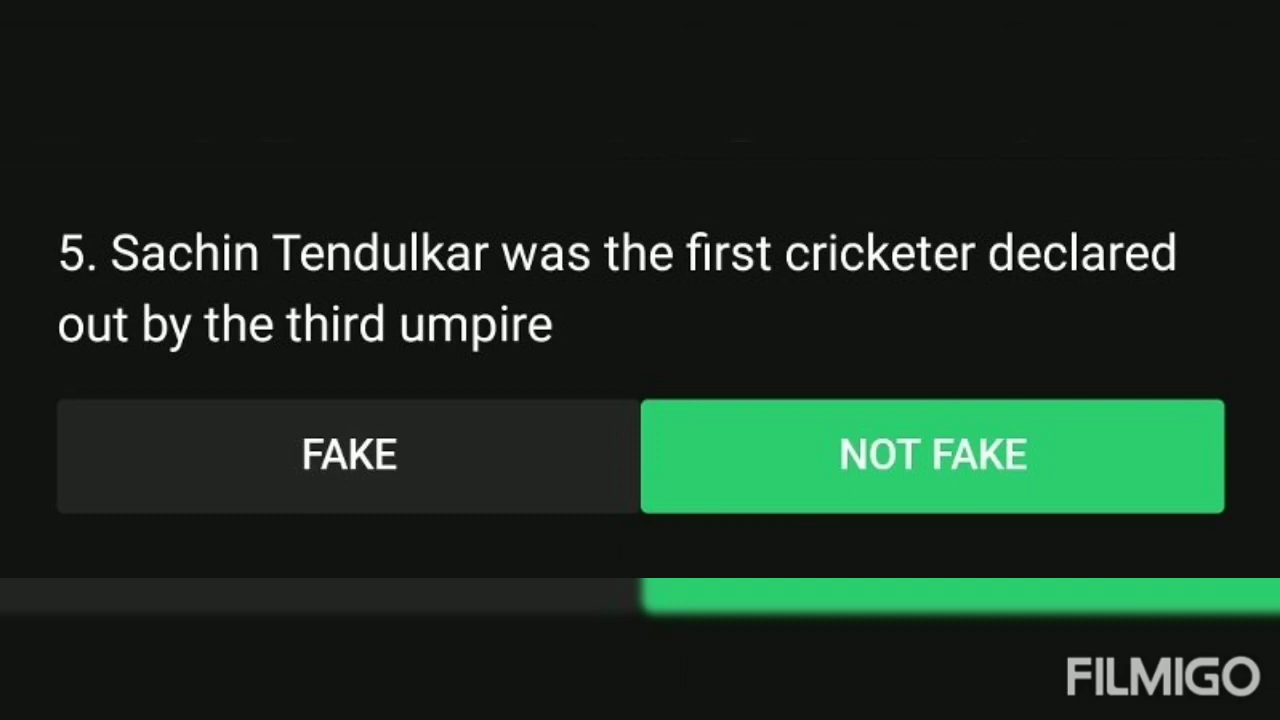 5. Sachin Tendulkar was the first cricketer declared
out by the third umpire
FAKE
NOT FAKE
FILMIGO